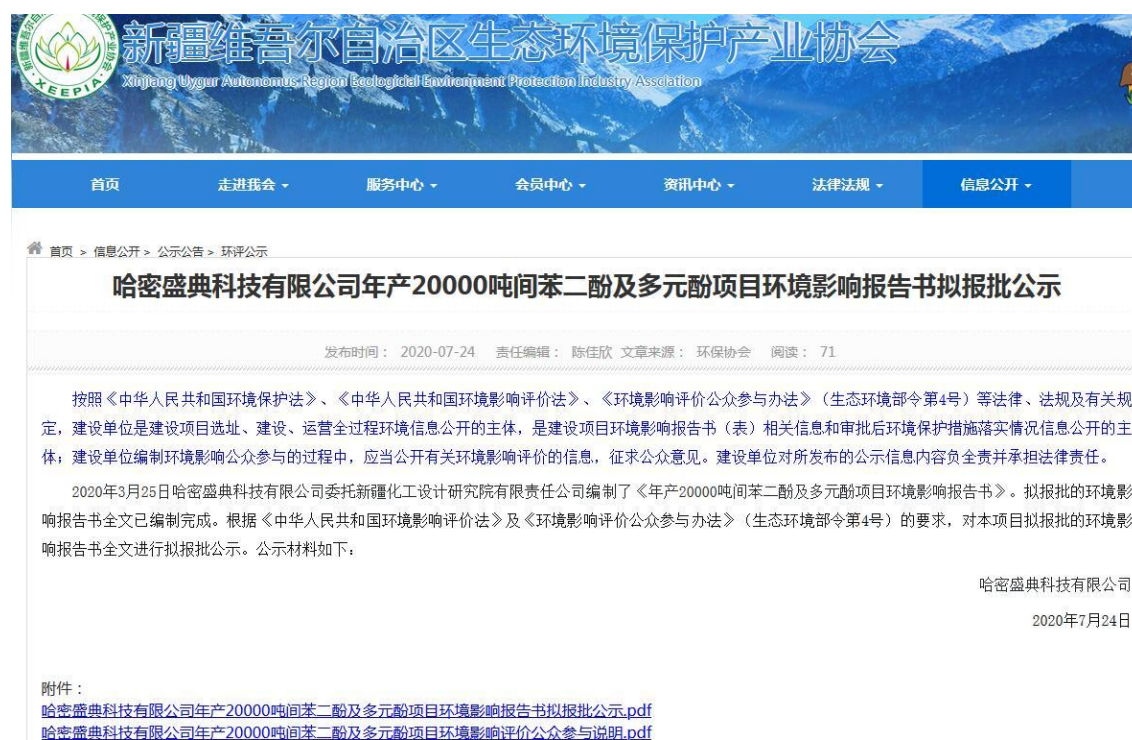 新疆维吾尔自治区生态环境保护产业协会
Xinjiang Uygur Autonomus Region Ecologicial Environment Protection Industry Assciation
XEEPIA
首页 走进我会 服务中心 会员中心 资讯中心 法律法规 信息公开
首页 > 信息公开 > 公示公告 > 环评公示
哈密盛典科技有限公司年产20000吨间苯二酚及多元酚项目环境影响报告书拟报批公示
发布时间： 2020-07-24 责任编辑： 陈佳欣 文章来源： 环保协会 阅读： 71
按照《中华人民共和国环境保护法》、《中华人民共和国环境影响评价法》、《环境影响评价公众参与办法》（生态环境部令第4号）等法律、法规及有关规
定，建设单位是建设项目选址、建设、运营全过程环境信息公开的主体，是建设项目环境影响报告书（表）相关信息和审批后环境保护措施落实情况信息公开的主
体；建设单位编制环境影响公众参与的过程中，应当公开有关环境影响评价的信息，征求公众意见。建设单位对所发布的公示信息内容负全责并承担法律责任。
2020年3月25日哈密盛典科技有限公司委托新疆化工设计研究院有限责任公司编制了《年产20000吨间苯二酚及多元酚项目环境影响报告书》。拟报批的环境影
响报告书全文已编制完成。根据《中华人民共和国环境影响评价法》及《环境影响评价公众参与办法》（生态环境部令第4号）的要求，对本项目拟报批的环境影
响报告书全文进行拟报批公示。公示材料如下：
哈密盛典科技有限公司
2020年7月24日
附件：
哈密盛典科技有限公司年产20000吨间苯二酚及多元酚项目环境影响报告书拟报批公示.pdf
哈密盛典科技有限公司年产20000吨间苯二酚及多元酚项目环境影响评价公众参与说明.pdf